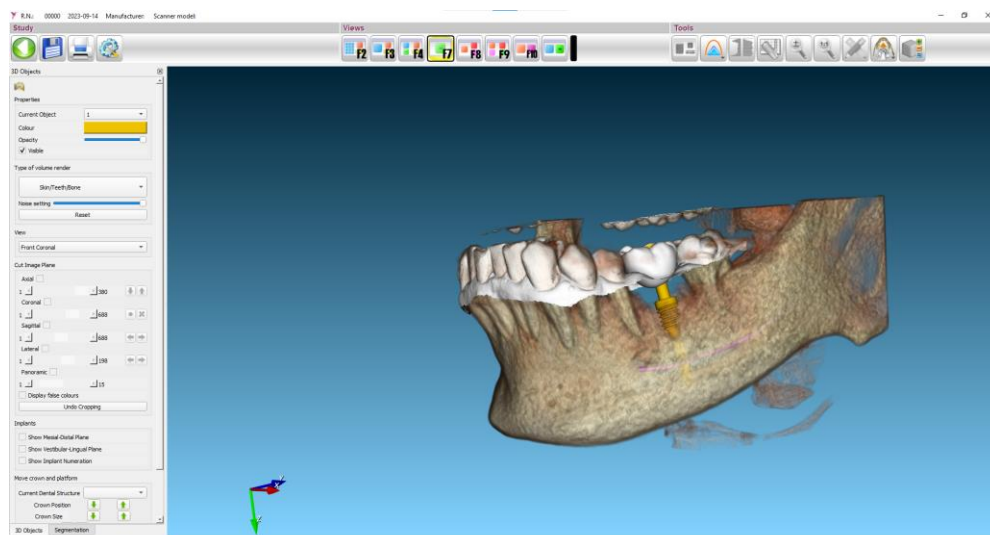 R.N.: 00000 2023-09-14 Manufacturer: Scanner model:
Study Views Tools
F2 F3 F4 F7 F8 F9 F10
3D Objects
Properties
Current Object 1
Colour
Opacity
Visible
Type of volume render
Skin/Teeth/Bone
Noise setting
Reset
View
Front Coronal
Cut Image Plane
Axial
1 380
Coronal
1 688
Sagittal
1 688
Lateral
1 198
Panoramic
1 15
Display false colours
Undo Cropping
Implants
Show Mesial-Distal Plane
Show Vestibular-Lingual Plane
Show Implant Numeration
Move crown and platform
Current Dental Structure
Crown Position
Crown Size
3D Objects Segmentation